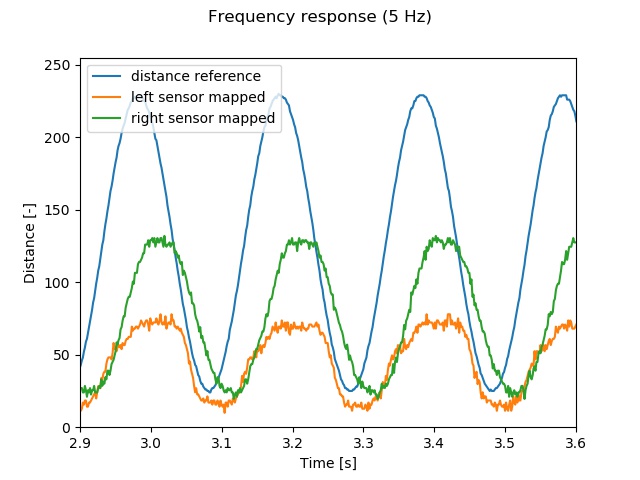 Frequency response (5 Hz)
distance reference
left sensor mapped
right sensor mapped
250
200
150
100
50
0
Distance [-]
2.9 3.0 3.1 3.2 3.3 3.4 3.5 3.6
Time [s]